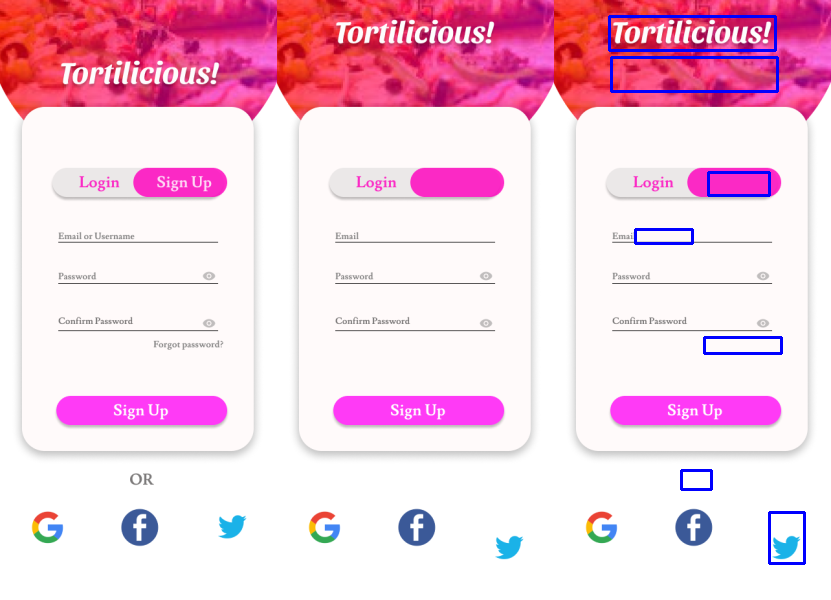 Tortilicious!
Login Sign Up
Email or Username
Password
Confirm Password
Forgot password?
Sign Up
OR
Tortilicious!
Login
Email
Password
Confirm Password
Sign Up
Tortilicious!
Login
Email
Password
Confirm Password
Sign Up